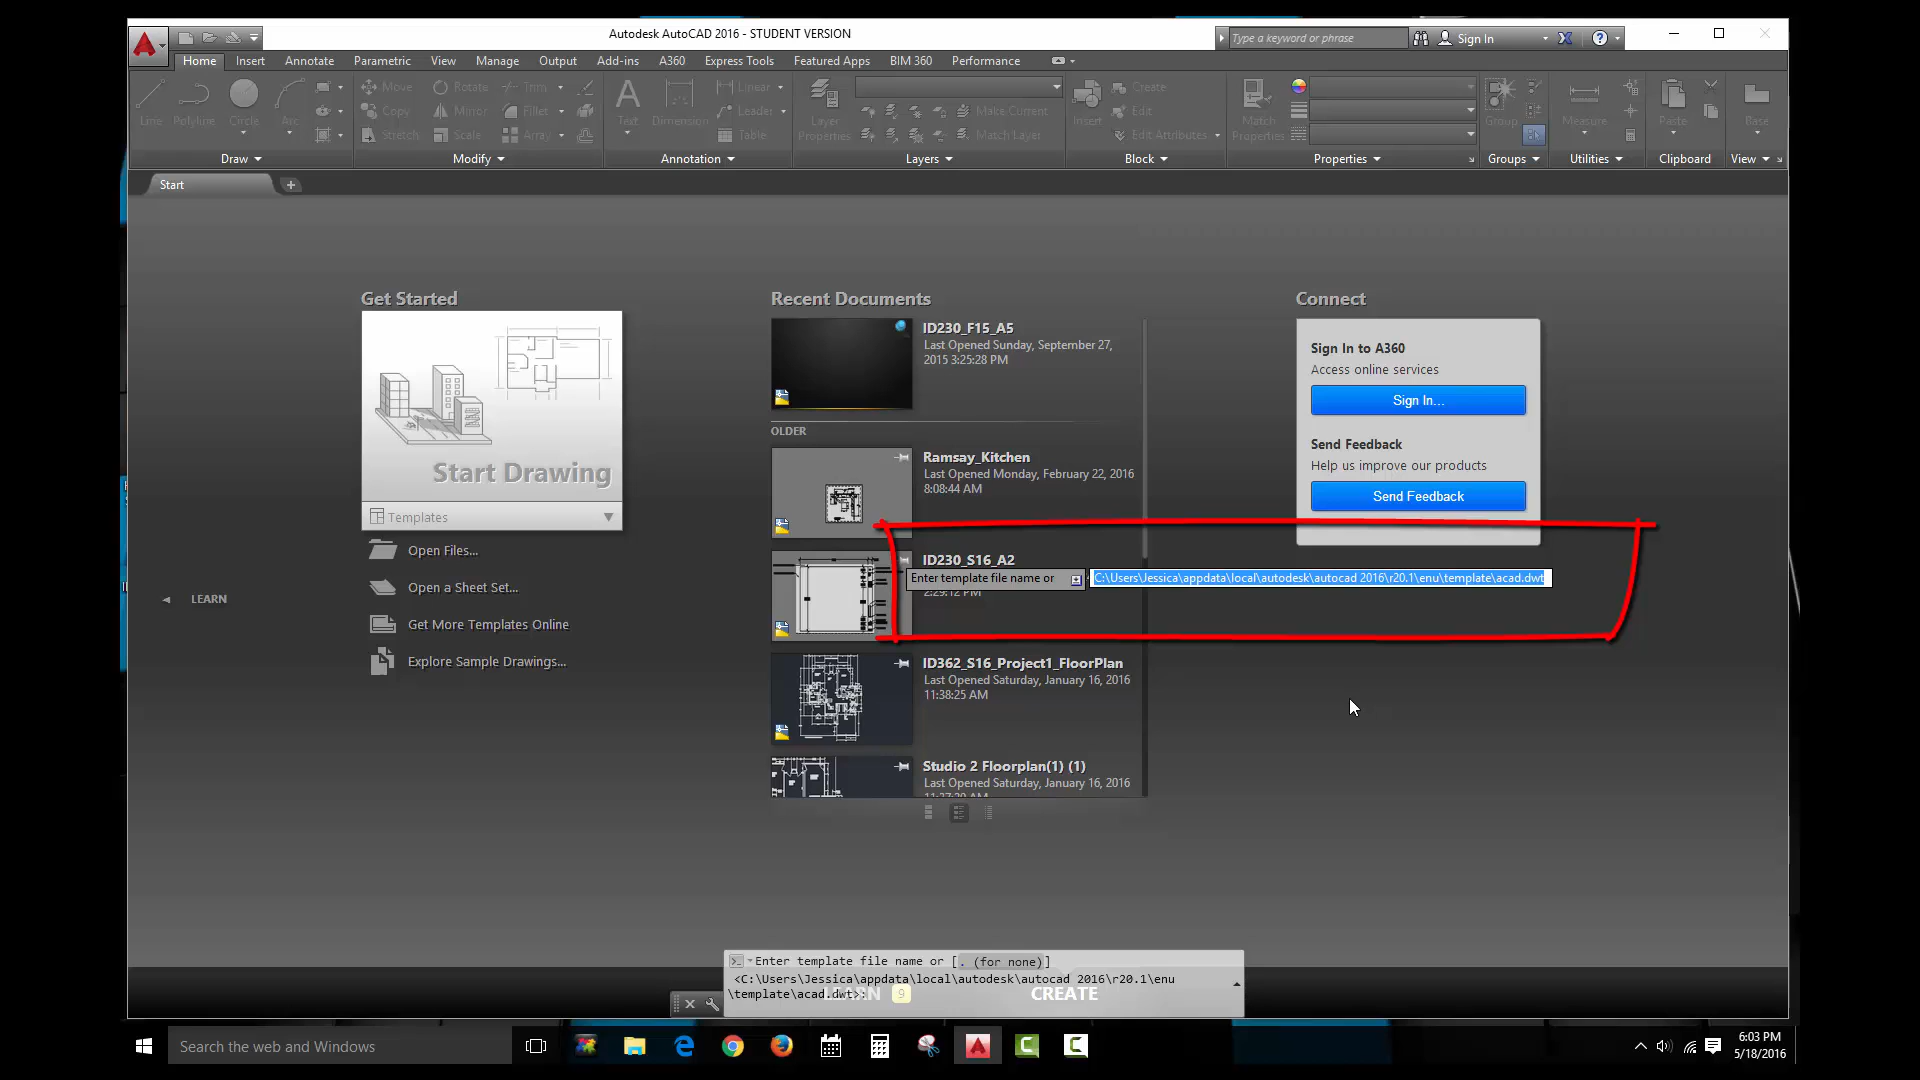 Autodesk AutoCAD 2016 - STUDENT VERSION
Type a keyword or phrase
Sign In
Home Insert Annotate Parametric View Manage Output Add-ins A360 Express Tools Featured Apps BIM 360 Performance
Line
Polyline
Circle
Arc
Draw
Move
Rotate
Trim
Copy
Mirror
Fillet
Stretch
Scale
Array
Modify
Text
Dimension
Linear
Leader
Table
Annotation
Layer
Properties
Make Current
Match Layer
Layers
Insert
Create
Edit
Edit Attributes
Block
Match
Properties
Properties
Group
Groups
Measure
Utilities
Paste
Clipboard
Base
View
Start
Get Started
Start Drawing
Templates
Open Files...
Open a Sheet Set...
Get More Templates Online
Explore Sample Drawings...
LEARN
Recent Documents
ID230_F15_A5
Last Opened Sunday, September 27,
2015 3:25:28 PM
OLDER
Ramsay_Kitchen
Last Opened Monday, February 22, 2016
8:08:44 AM
ID230_S16_A2
2:29:12 PM
Enter template file name or
C:\Users\Jessica\appdata\local\autodesk\autocad 2016\r20.1\enu\template\acad.dwt
ID362_S16_Project1_FloorPlan
Last Opened Saturday, January 16, 2016
11:38:25 AM
Studio 2 Floorplan(1) (1)
Last Opened Saturday, January 16, 2016
Connect
Sign In to A360
Access online services
Sign In...
Send Feedback
Help us improve our products
Send Feedback
Enter template file name or [. (for none)]
<C:\Users\Jessica\appdata\local\autodesk\autocad 2016\r20.1\enu
\template\acad.dwt>:
LEARN 9 CREATE
Search the web and Windows
6:03 PM
5/18/2016